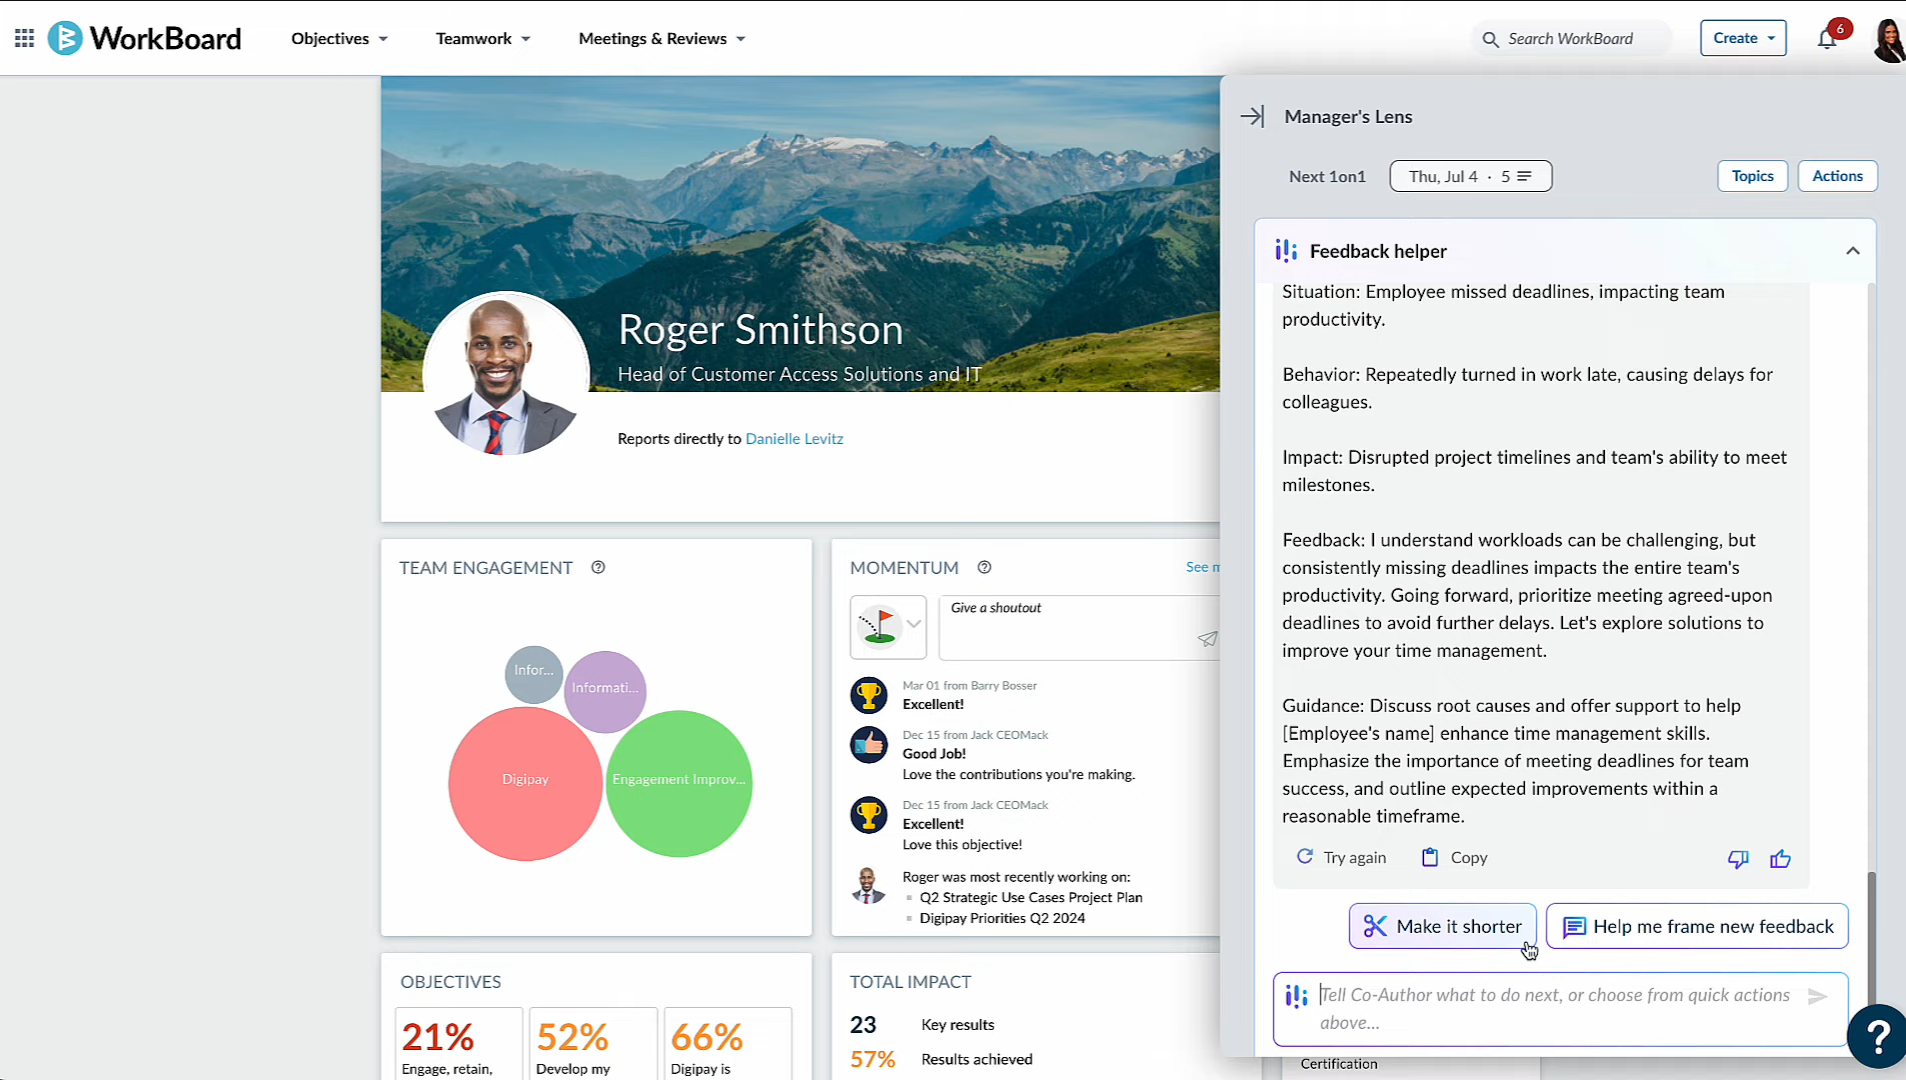 WorkBoard
Objectives
Teamwork
Meetings & Reviews
Search WorkBoard
Create
6
Roger Smithson
Head of Customer Access Solutions and IT
Reports directly to Danielle Levitz
TEAM ENGAGEMENT
Infor...
Informati...
Digipay
Engagement Improv...
MOMENTUM
See m
Give a shoutout
Mar 01 from Barry Bosser
Excellent!
Dec 15 from Jack CEOMack
Good Job!
Love the contributions you're making.
Dec 15 from Jack CEOMack
Excellent!
Love this objective!
Roger was most recently working on:
Q2 Strategic Use Cases Project Plan
Digipay Priorities Q2 2024
OBJECTIVES
21%
Engage, retain,
52%
Develop my
66%
Digipay is
TOTAL IMPACT
23 Key results
57% Results achieved
Certification
Manager's Lens
Next 1on1
Thu, Jul 4 · 5
Topics
Actions
Feedback helper
Situation: Employee missed deadlines, impacting team
productivity.
Behavior: Repeatedly turned in work late, causing delays for
colleagues.
Impact: Disrupted project timelines and team's ability to meet
milestones.
Feedback: I understand workloads can be challenging, but
consistently missing deadlines impacts the entire team's
productivity. Going forward, prioritize meeting agreed-upon
deadlines to avoid further delays. Let's explore solutions to
improve your time management.
Guidance: Discuss root causes and offer support to help
[Employee's name] enhance time management skills.
Emphasize the importance of meeting deadlines for team
success, and outline expected improvements within a
reasonable timeframe.
Try again
Copy
Make it shorter
Help me frame new feedback
Tell Co-Author what to do next, or choose from quick actions
above...
?